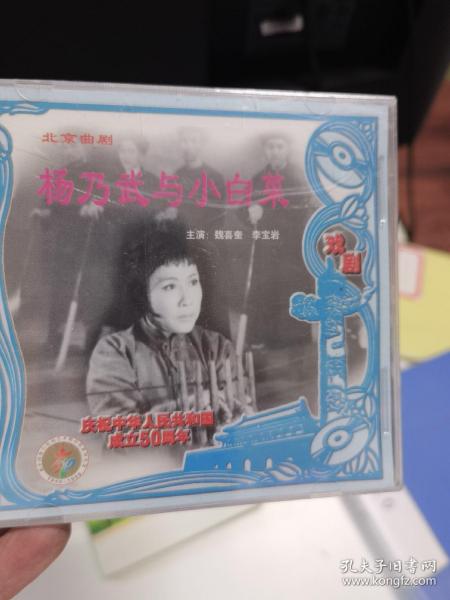 北京曲剧
杨乃武与小白菜
主演：魏喜奎 李宝岩
戏剧
庆祝中华人民共和国
成立50周年
孔夫子旧书网
www.kongfz.com